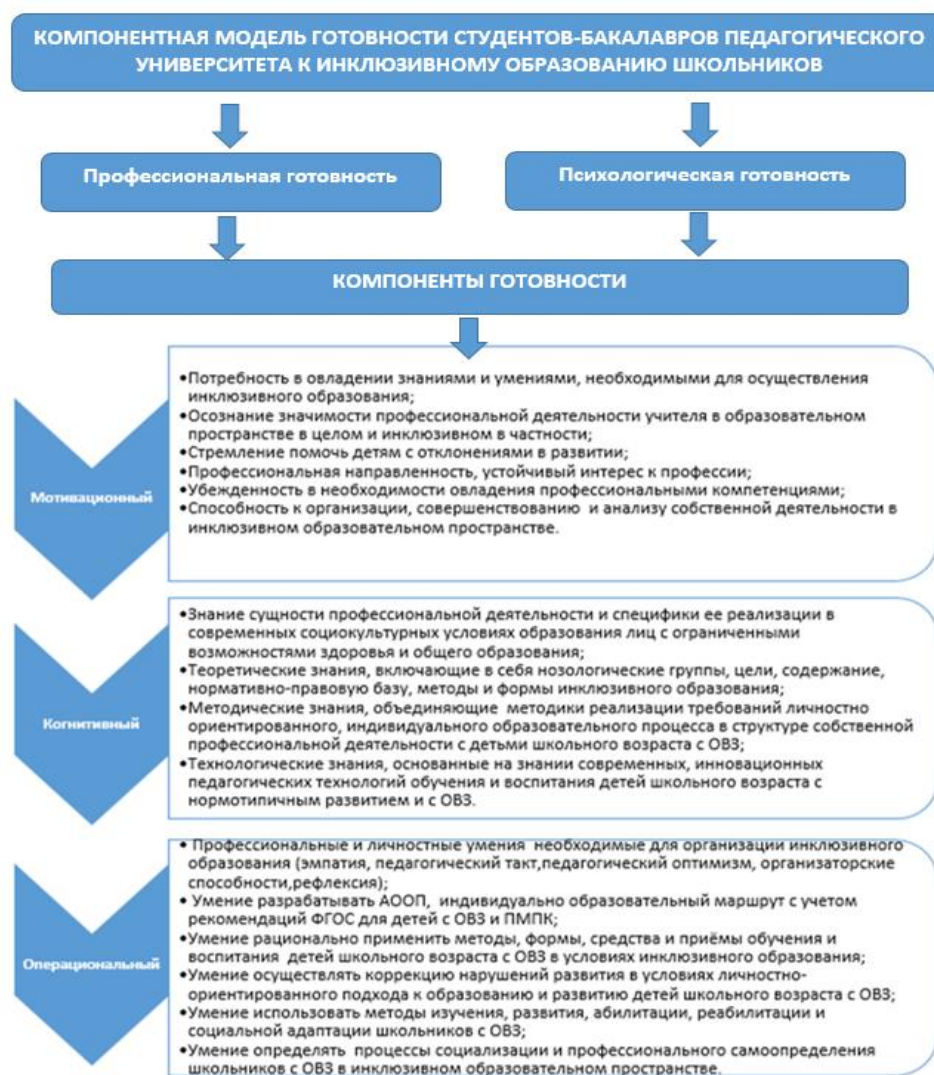 КОМПОНЕНТНАЯ МОДЕЛЬ ГОТОВНОСТИ СТУДЕНТОВ-БАКАЛАВРОВ ПЕДАГОГИЧЕСКОГО
УНИВЕРСИТЕТА К ИНКЛЮЗИВНОМУ ОБРАЗОВАНИЮ ШКОЛЬНИКОВ
Профессиональная готовность
Психологическая готовность
КОМПОНЕНТЫ ГОТОВНОСТИ
Мотивационный
•Потребность в овладении знаниями и умениями, необходимыми для осуществления
инклюзивного образования;
•Осознание значимости профессиональной деятельности учителя в образовательном
пространстве в целом и инклюзивном в частности;
•Стремление помочь детям с отклонениями в развитии;
•Профессиональная направленность, устойчивый интерес к профессии;
•Убежденность в необходимости овладения профессиональными компетенциями;
•Способность к организации, совершенствованию и анализу собственной деятельности в
инклюзивном образовательном пространстве.
Когнитивный
•Знание сущности профессиональной деятельности и специфики ее реализации в
современных социокультурных условиях образования лиц с ограниченными
возможностями здоровья и общего образования;
•Теоретические знания, включающие в себя нозологические группы, цели, содержание,
нормативно-правовую базу, методы и формы инклюзивного образования;
•Методические знания, объединяющие методики реализации требований личностно
ориентированного, индивидуального образовательного процесса в структуре собственной
профессиональной деятельности с детьми школьного возраста с ОВЗ;
•Технологические знания, основанные на знании современных, инновационных
педагогических технологий обучения и воспитания детей школьного возраста с
нормотипичным развитием и с ОВЗ.
Операциональный
• Профессиональные и личностные умения необходимые для организации инклюзивного
образования (эмпатия, педагогический такт,педагогический оптимизм, организаторские
способности,рефлексия);
• Умение разрабатывать АООП, индивидуально образовательный маршрут с учетом
рекомендаций ФГОС для детей с ОВЗ и ПМПК;
•Умение рационально применить методы, формы, средства и приёмы обучения и
воспитания детей школьного возраста с ОВЗ в условиях инклюзивного образования;
•Умение осуществлять коррекцию нарушений развития в условиях личностно-
ориентированного подхода к образованию и развитию детей школьного возраста с ОВЗ;
•Умение использовать методы изучения, развития, абилитации, реабилитации и
социальной адаптации школьников с ОВЗ;
•Умение определять процессы социализации и профессионального самоопределения
школьников с ОВЗ в инклюзивном образовательном пространстве.